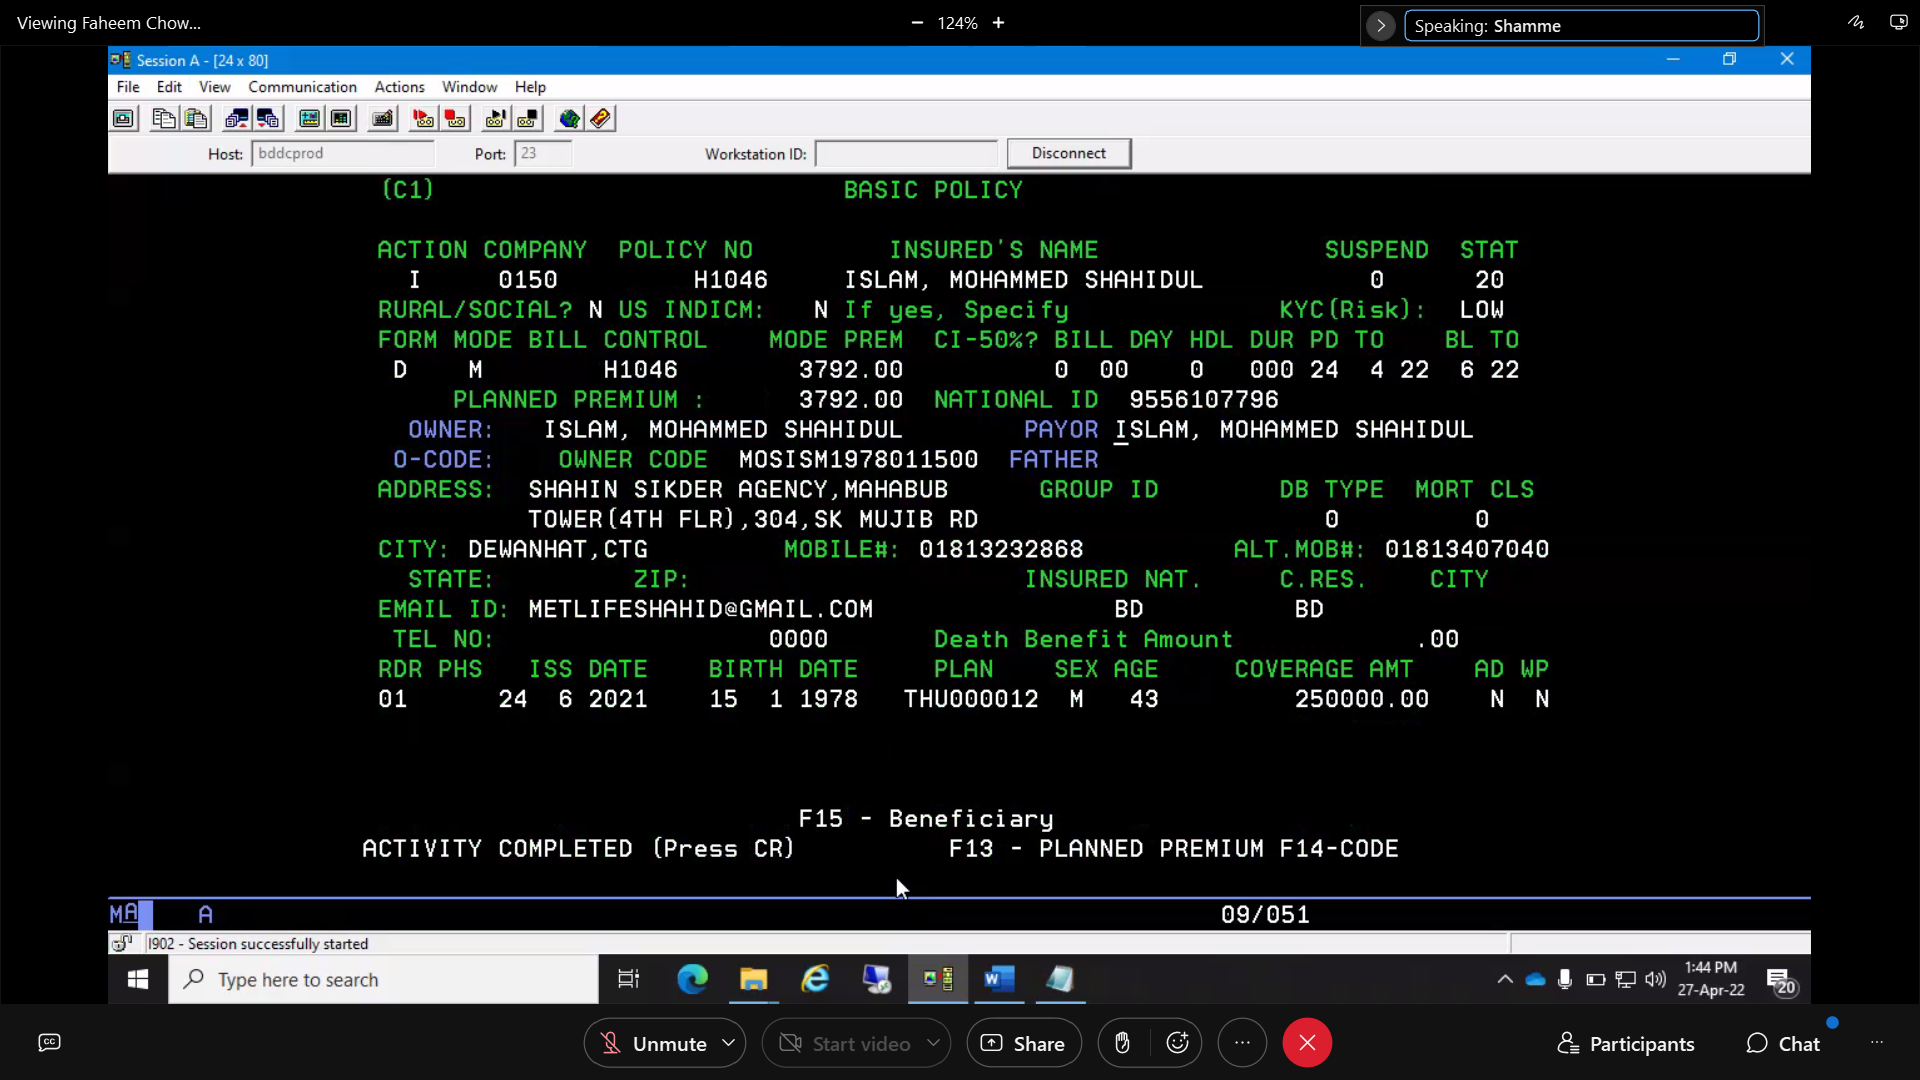 Viewing Faheem Chow...
124%
Speaking: Shamme
Session A - [24 x 80]
File Edit View Communication Actions Window Help
Host: bddcprod Port: 23 Workstation ID: Disconnect
(C1) BASIC POLICY
ACTION COMPANY POLICY NO INSURED'S NAME SUSPEND STAT
I 0150 H1046 ISLAM, MOHAMMED SHAHIDUL 0 20
RURAL/SOCIAL? N US INDICM: N If yes, Specify KYC(Risk): LOW
FORM MODE BILL CONTROL MODE PREM CI-50%? BILL DAY HDL DUR PD TO BL TO
D M H1046 3792.00 0 00 0 000 24 4 22 6 22
PLANNED PREMIUM : 3792.00 NATIONAL ID 9556107796
OWNER: ISLAM, MOHAMMED SHAHIDUL PAYOR ISLAM, MOHAMMED SHAHIDUL
O-CODE: OWNER CODE MOSISM1978011500 FATHER
ADDRESS: SHAHIN SIKDER AGENCY,MAHABUB GROUP ID DB TYPE MORT CLS
TOWER(4TH FLR),304,SK MUJIB RD 0 0
CITY: DEWANHAT,CTG MOBILE#: 01813232868 ALT.MOB#: 01813407040
STATE: ZIP: INSURED NAT. C.RES. CITY
EMAIL ID: METLIFESHAHID@GMAIL.COM BD BD
TEL NO: 0000 Death Benefit Amount .00
RDR PHS ISS DATE BIRTH DATE PLAN SEX AGE COVERAGE AMT AD WP
01 24 6 2021 15 1 1978 THU000012 M 43 250000.00 N N
F15 - Beneficiary
ACTIVITY COMPLETED (Press CR) F13 - PLANNED PREMIUM F14-CODE
MA A 09/051
I902 - Session successfully started
Type here to search
1:44 PM
27-Apr-22
20
Unmute Start video Share Participants Chat